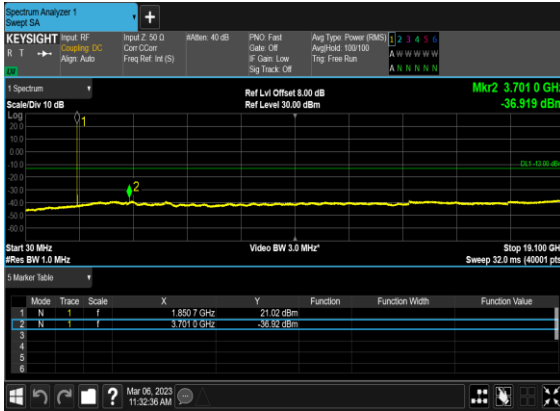 Spectrum Analyzer 1
Swept SA
+
KEYSIGHT Input: RF Input Z: 50 Ω #Atten: 40 dB PNO: Fast Avg Type: Power (RMS) 1 2 3 4 5 6
R T Coupling: DC Corr CCorr Gate: Off Avg|Hold: 100/100 A W W W W W
Align: Auto Freq Ref: Int (S) IF Gain: Low Trig: Free Run
Sig Track: Off A N N N N N
1 Spectrum Ref Lvl Offset 8.00 dB Mkr2 3.701 0 GHz
Scale/Div 10 dB Ref Level 30.00 dBm -36.919 dBm
Log
20.0
10.0
0.00
-10.0
DL1 -13.00 dBm
-20.0
-30.0
-40.0
-50.0
-60.0
1
2
Start 30 MHz Video BW 3.0 MHz* Stop 19.100 GH
#Res BW 1.0 MHz Sweep 32.0 ms (40001 pts
5 Marker Table
Mode Trace Scale X Y Function Function Width Function Value
1 N 1 f 1.850 7 GHz 21.02 dBm
2 N 1 f 3.701 0 GHz -36.92 dBm
3
4
5
6
? Mar 06, 2023
11:32:36 AM